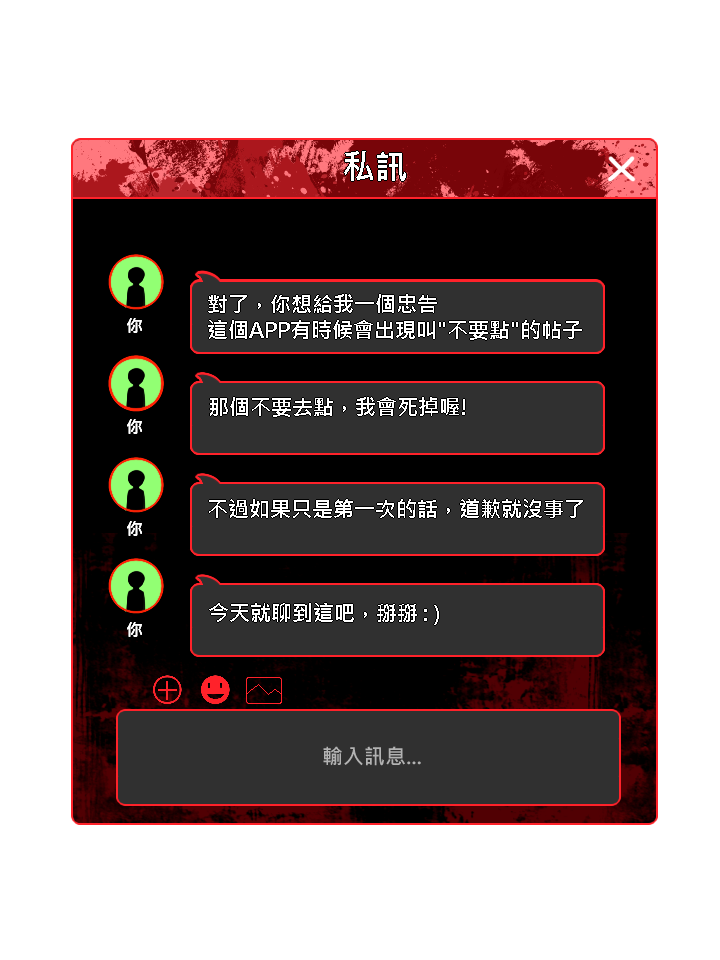 私訊
對了，你想給我一個忠告
這個APP有時候會出現叫"不要點"的帖子
你
那個不要去點，我會死掉喔!
你
不過如果只是第一次的話，道歉就沒事了
你
今天就聊到這吧，掰掰 : )
你
輸入訊息...